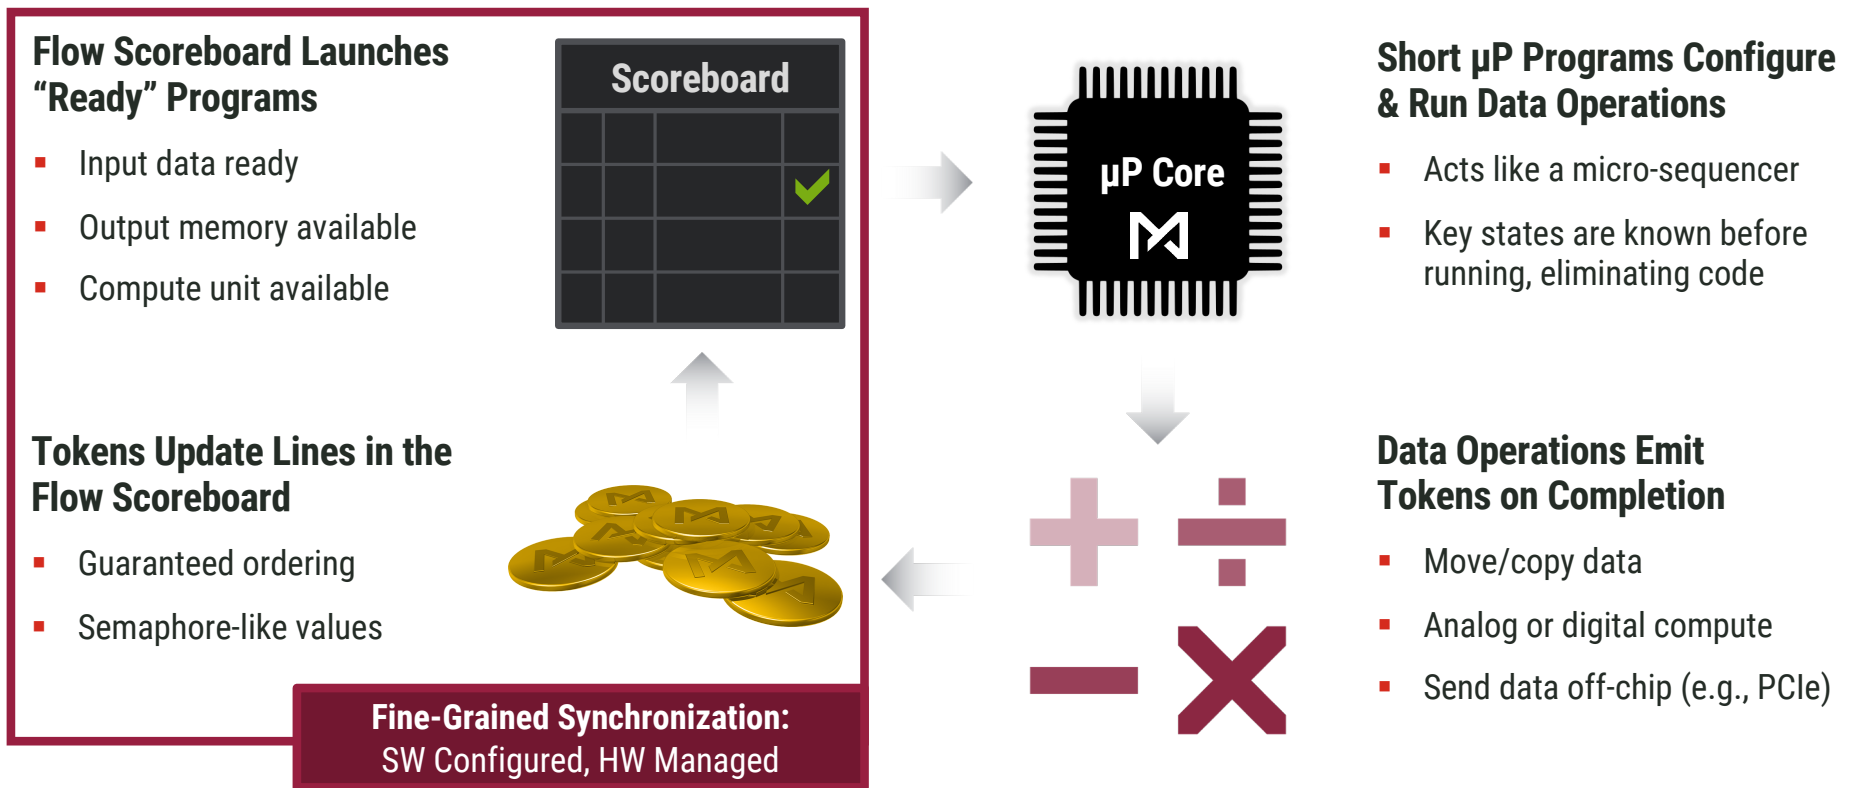 Flow Scoreboard Launches
“Ready” Programs
▪ Input data ready
▪ Output memory available
▪ Compute unit available
Scoreboard
µP Core
Short µP Programs Configure
& Run Data Operations
▪ Acts like a micro-sequencer
▪ Key states are known before
running, eliminating code
Tokens Update Lines in the
Flow Scoreboard
▪ Guaranteed ordering
▪ Semaphore-like values
Data Operations Emit
Tokens on Completion
▪ Move/copy data
▪ Analog or digital compute
▪ Send data off-chip (e.g., PCIe)
Fine-Grained Synchronization:
SW Configured, HW Managed